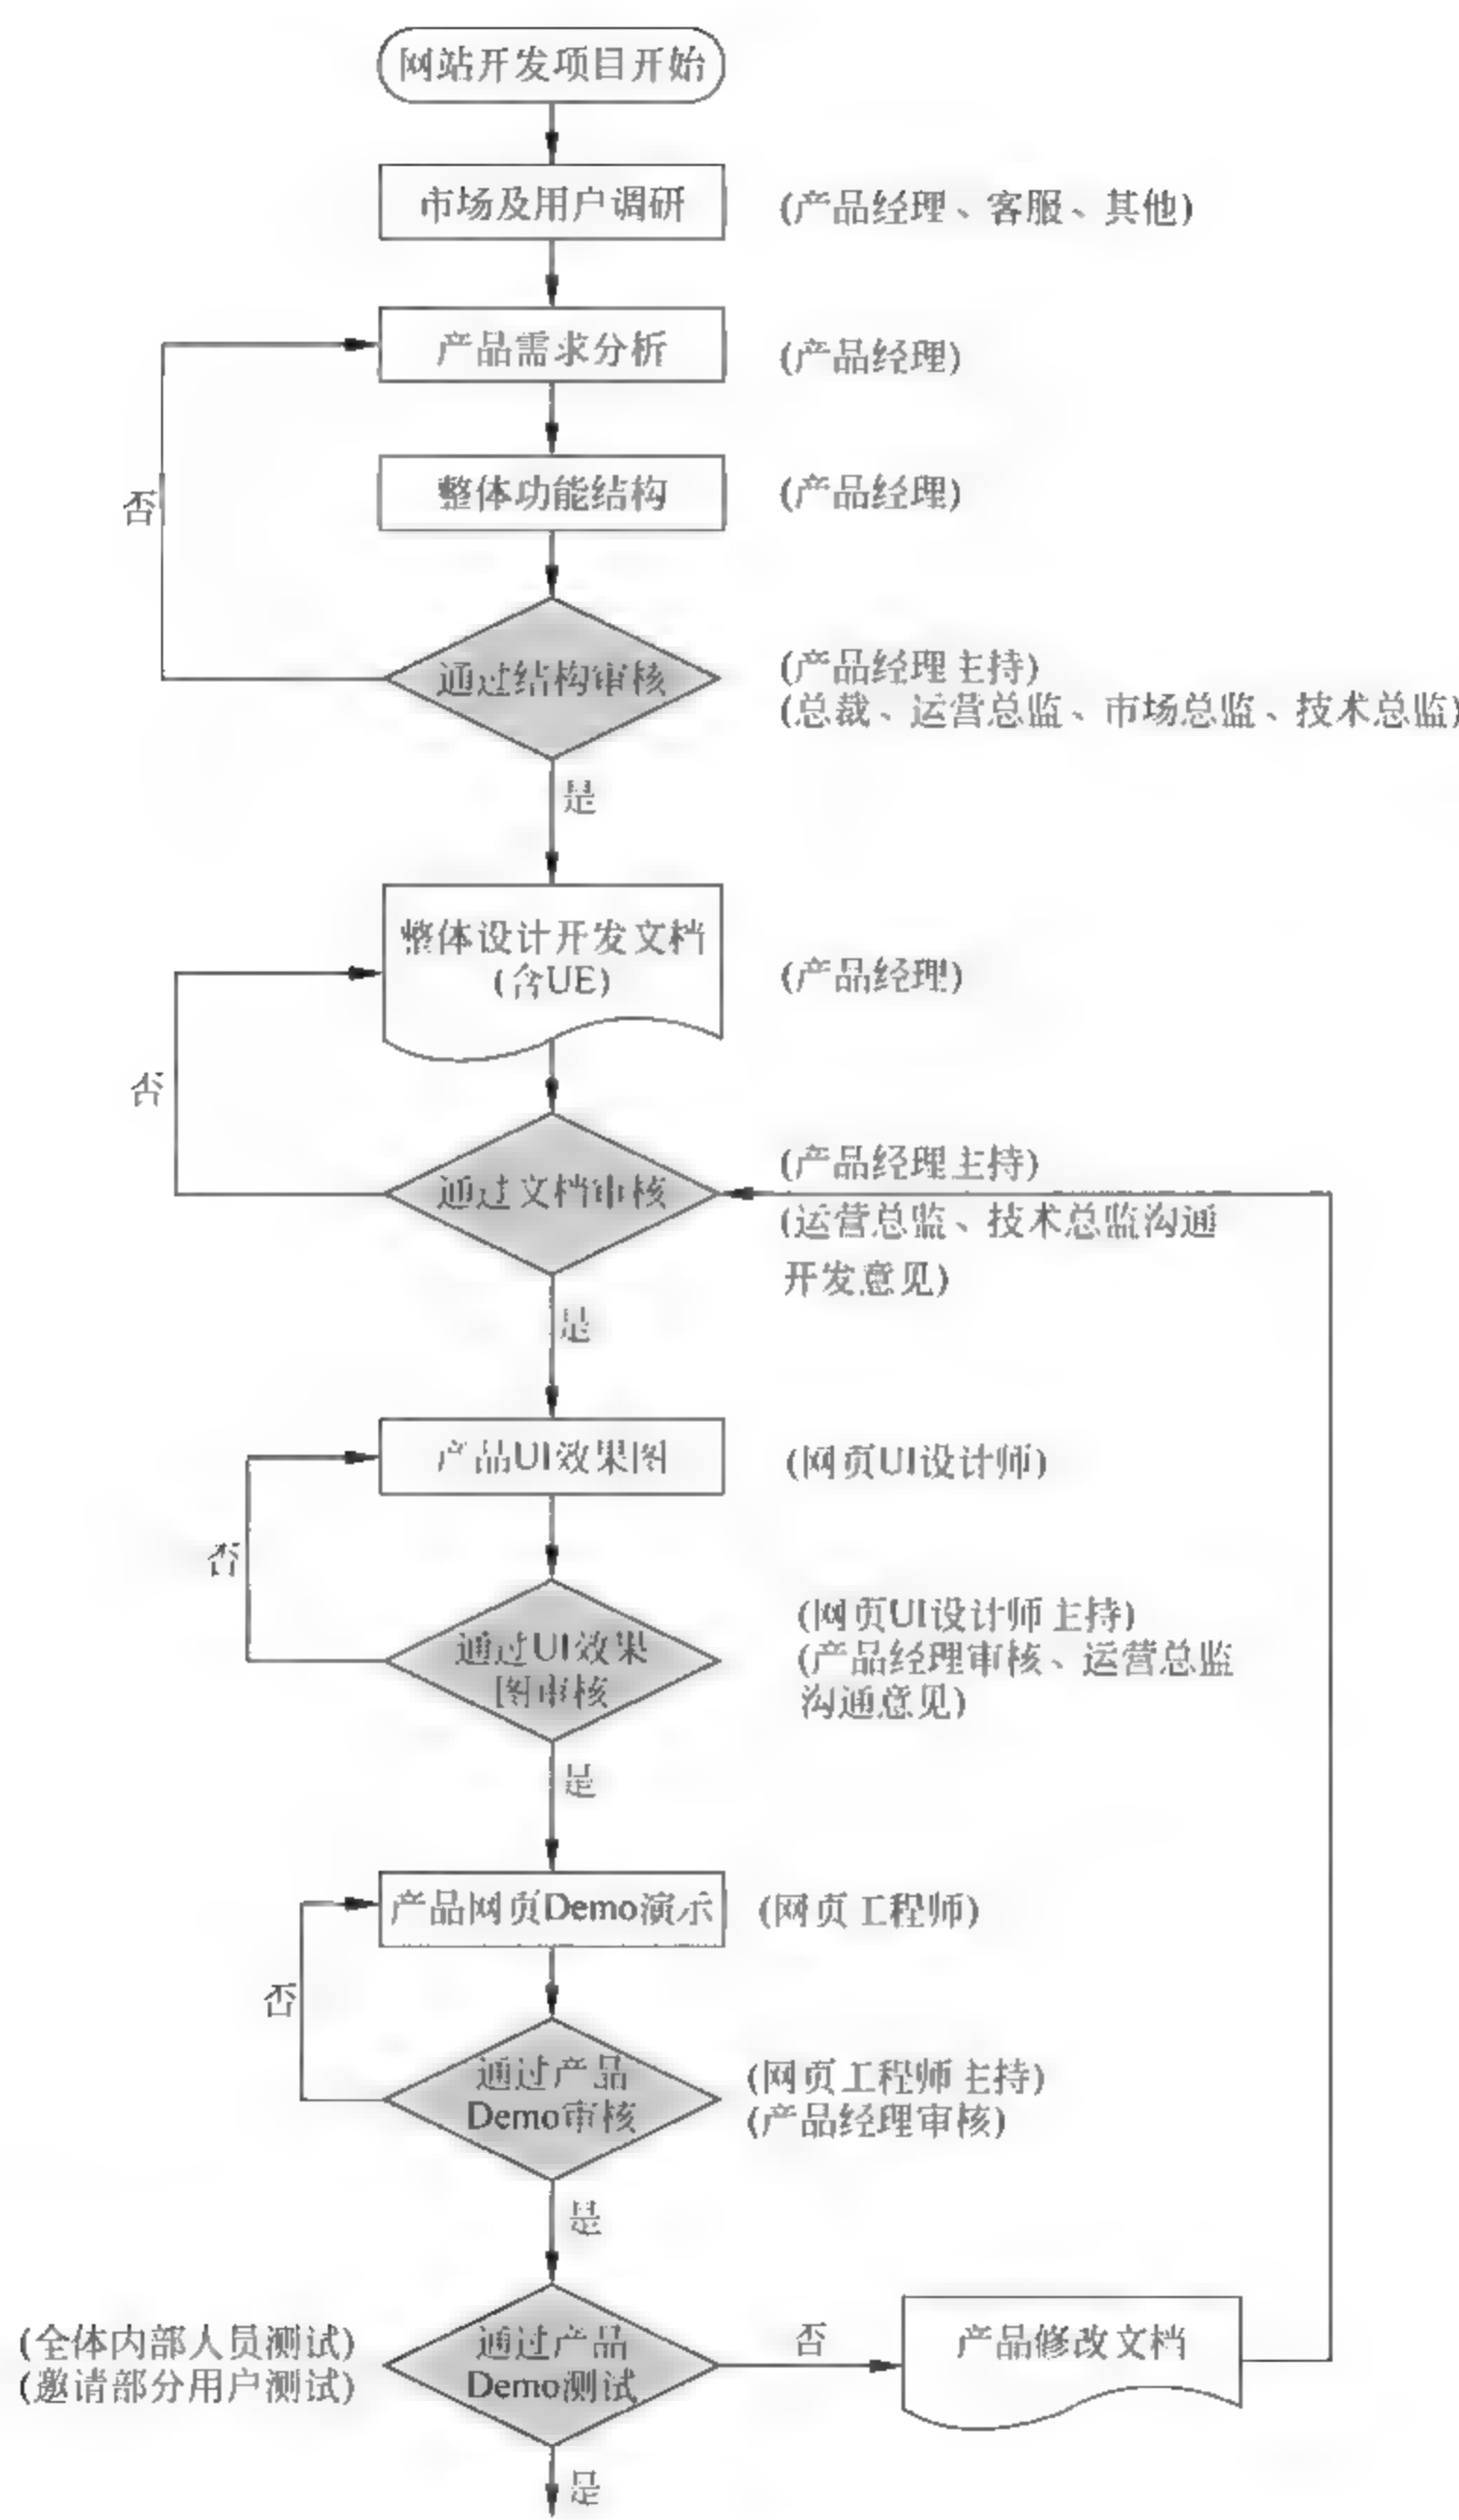 网站开发项目开始
市场及用户调研
(产品经理、客服、其他)
产品需求分析
(产品经理)
整体功能结构
(产品经理)
否
通过结构审核
(产品经理主持)
(总裁、运营总监、市场总监、技术总监)
是
整体设计开发文档
(含UE)
(产品经理)
否
通过文档审核
(产品经理主持)
(运营总监、技术总监沟通
开发意见)
是
产品UI效果图
(网页UI设计师)
否
通过UI效果
图审核
(网页UI设计师主持)
(产品经理审核、运营总监
沟通意见)
是
产品网页Demo演示
(网页工程师)
否
通过产品
Demo审核
(网页工程师主持)
(产品经理审核)
是
(全体内部人员测试)
(邀请部分用户测试)
通过产品
Demo测试
否
产品修改文档
是